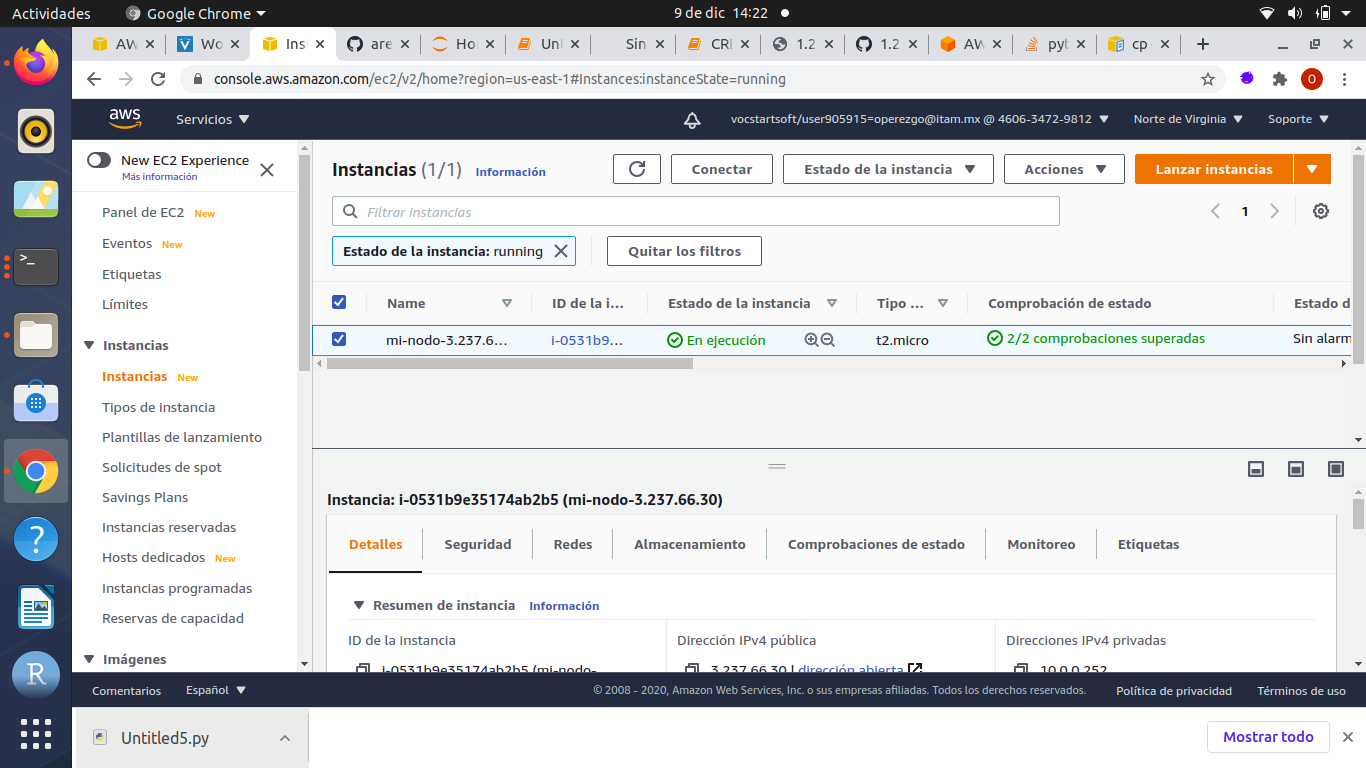 Actividades
Google Chrome
9 de dic 14:22
AW
Wo
Inst
are
Ho
Unt
Sin
CRE
1.2
1.2
AW
pyt
cp
console.aws.amazon.com/ec2/v2/home?region=us-east-1#Instances:instanceState=running
O
aws
Servicios
vocstartsoft/user905915=operezgo@itam.mx @ 4606-3472-9812
Norte de Virginia
Soporte
New EC2 Experience
Más información
Panel de EC2 New
Eventos New
Etiquetas
Límites
Instancias
Instancias New
Tipos de instancia
Plantillas de lanzamiento
Solicitudes de spot
Savings Plans
Instancias reservadas
Hosts dedicados New
Instancias programadas
Reservas de capacidad
Imágenes
Instancias (1/1) Información
Conectar
Estado de la instancia
Acciones
Lanzar instancias
Filtrar instancias
1
Estado de la instancia: running
Quitar los filtros
Name ID de la i... Estado de la instancia Tipo ... Comprobación de estado Estado d
mi-nodo-3.237.6... i-0531b9... En ejecución t2.micro 2/2 comprobaciones superadas Sin alarm
Instancia: i-0531b9e35174ab2b5 (mi-nodo-3.237.66.30)
Detalles Seguridad Redes Almacenamiento Comprobaciones de estado Monitoreo Etiquetas
Resumen de instancia Información
ID de la instancia Dirección IPv4 pública Direcciones IPv4 privadas
i-0531b9e35174ab2b5 (mi-nodo- 3.237.66.30 | dirección abierta 10.0.0.252
Comentarios
Español
© 2008 - 2020, Amazon Web Services, Inc. o sus empresas afiliadas. Todos los derechos reservados.
Política de privacidad
Términos de uso
Untitled5.py
Mostrar todo